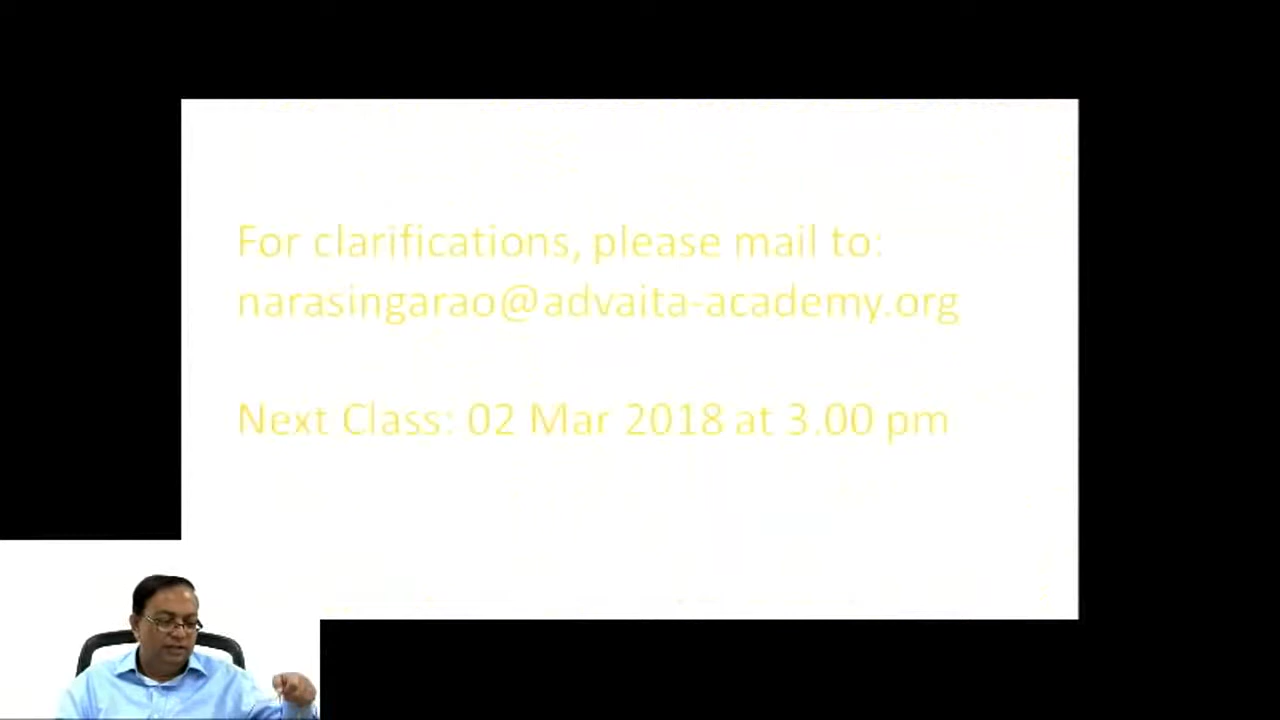 For clarifications, please mail to:
narasingarao@advaita-academy.org
Next Class: 02 Mar 2018 at 3.00 pm